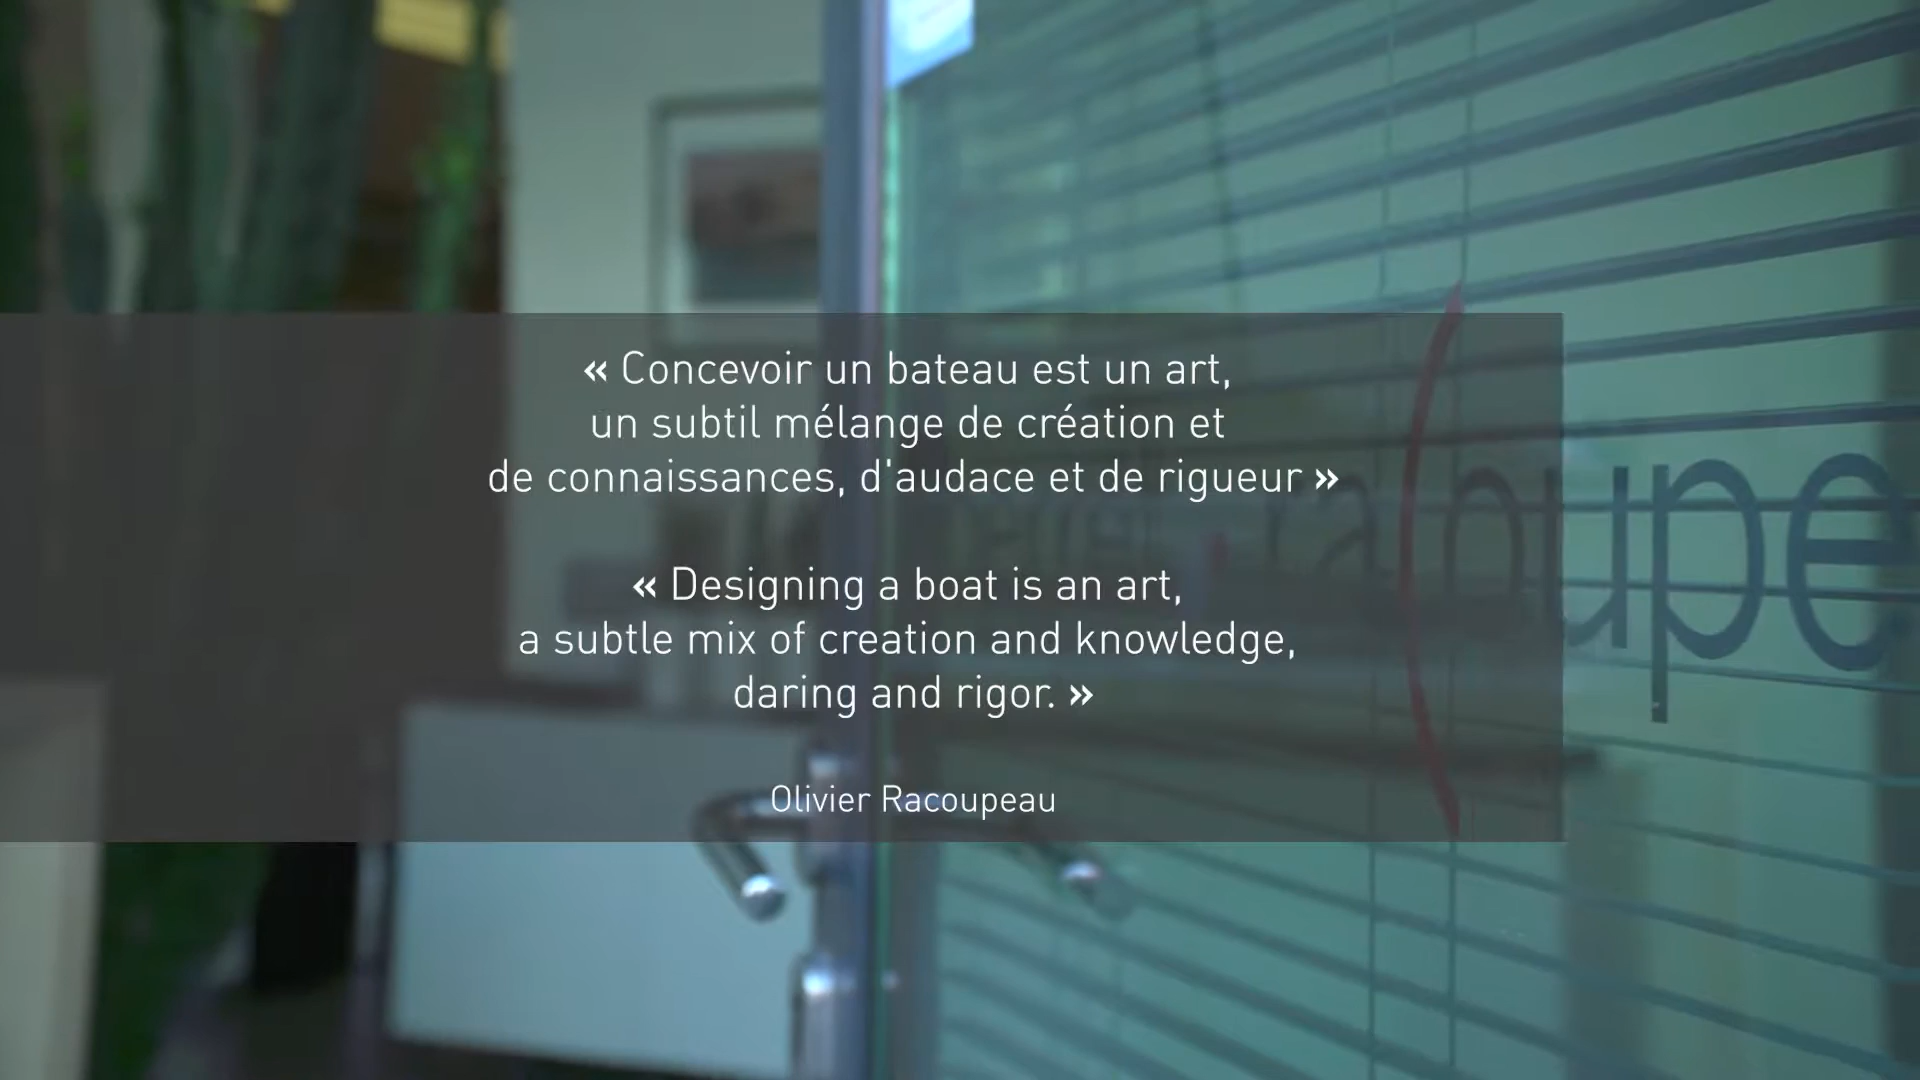 « Concevoir un bateau est un art,
un subtil mélange de création et
de connaissances, d'audace et de rigueur »
« Designing a boat is an art,
a subtle mix of creation and knowledge,
daring and rigor. »
Olivier Racoupeau